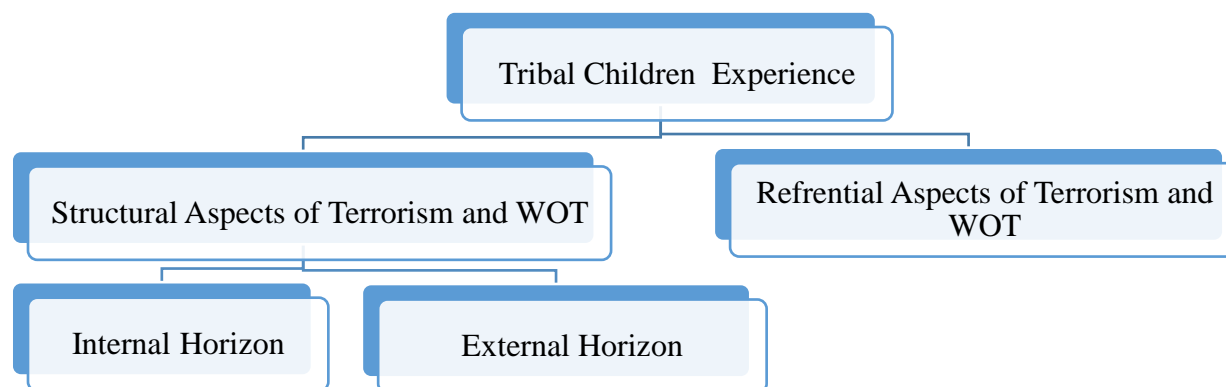 Tribal Children Experience
Structural Aspects of Terrorism and WOT
Refrential Aspects of Terrorism and
WOT
Internal Horizon
External Horizon